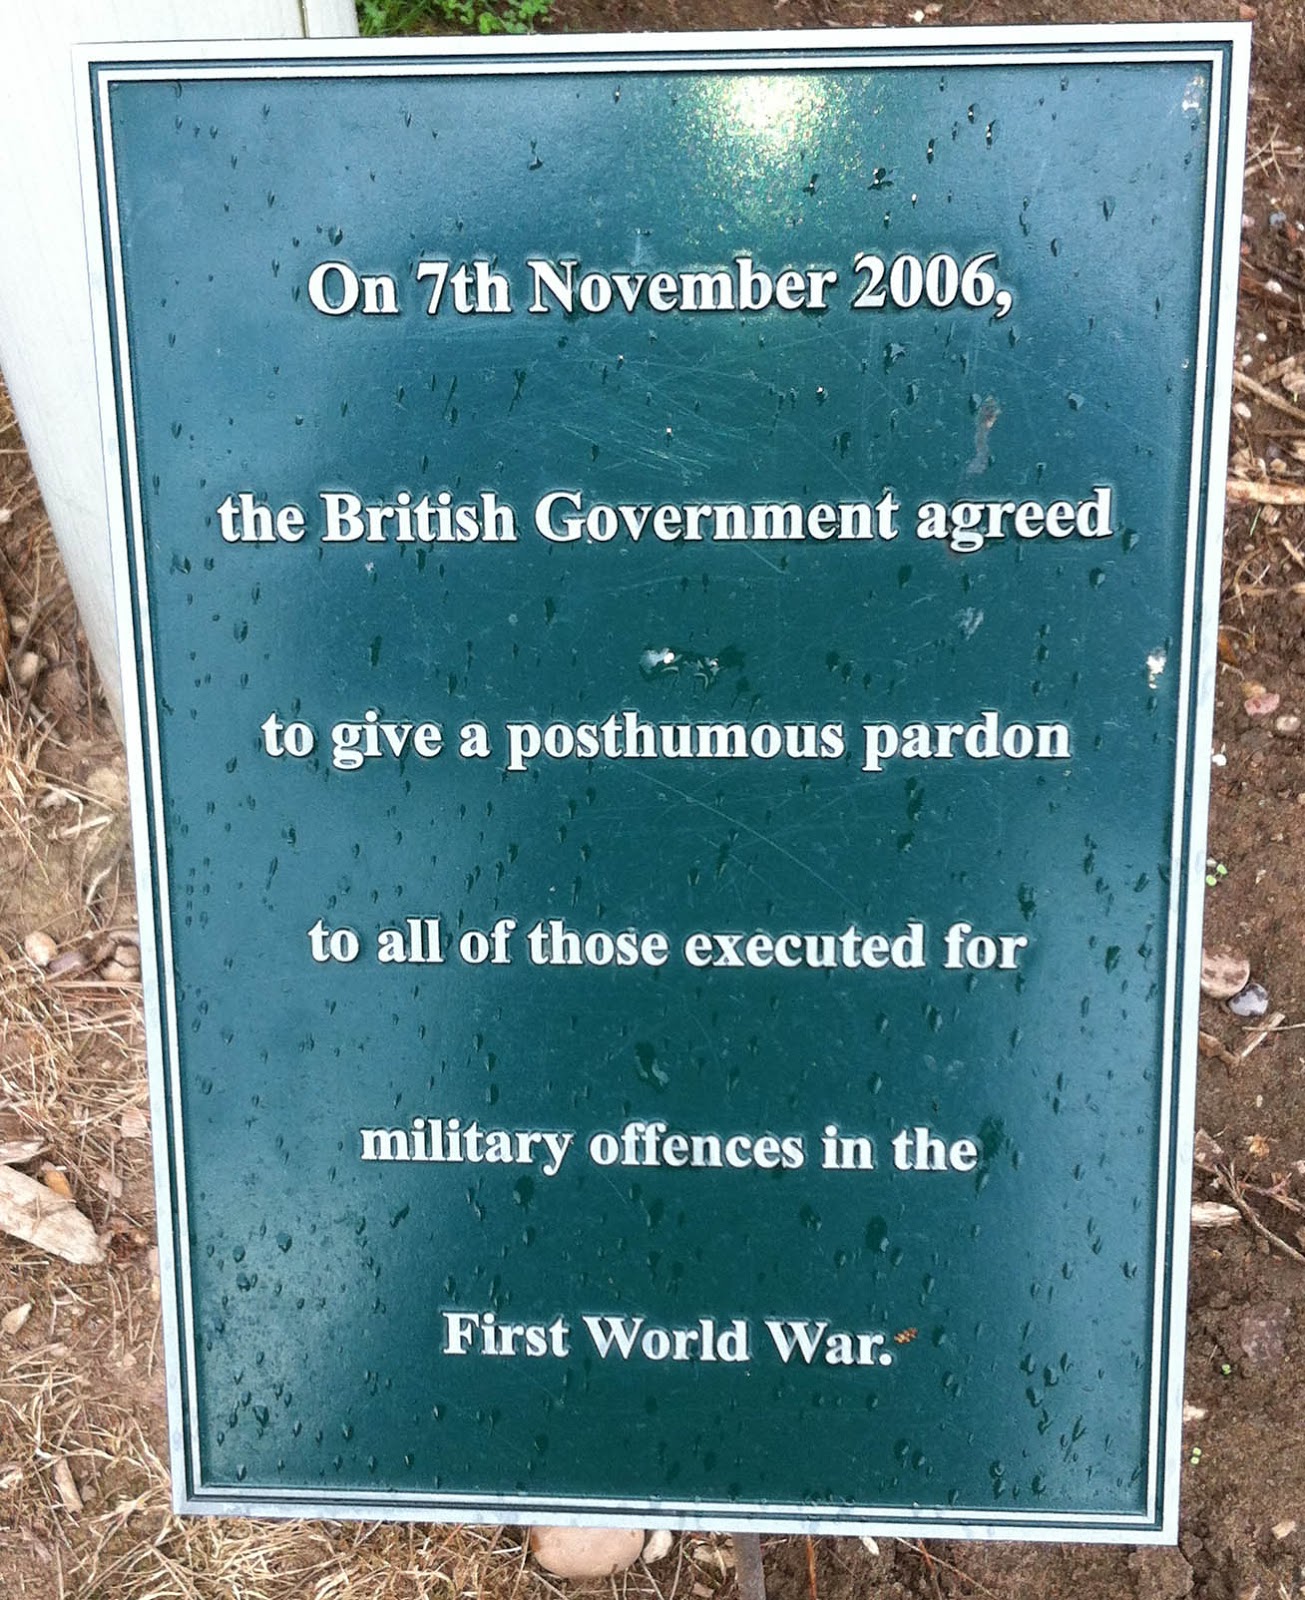 On 7th November 2006,
the British Government agreed
to give a posthumous pardon
to all of those executed for
military offences in the
First World War.